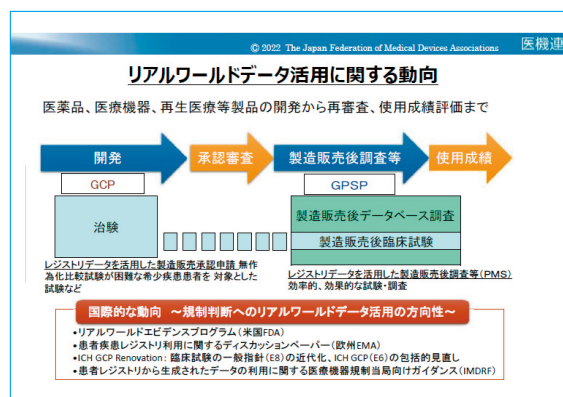 © 2022 The Japan Federation of Medical Devices Associations 医機連
リアルワールドデータ活用に関する動向
医薬品、医療機器、再生医療等製品の開発から再審査、使用成績評価まで
開発
承認審査
製造販売後調査等
使用成績
GCP
GPSP
治験
製造販売後データベース調査
製造販売後臨床試験
レジストリデータを活用した製造販売承認申請 無作
為化比較試験が困難な希少疾患患者を 対象とした
試験など
レジストリデータを活用した製造販売後調査等(PMS)
効率的、効果的な試験・調査
国際的な動向 ～規制判断へのリアルワールドデータ活用の方向性～
•リアルワールドエビデンスプログラム(米国FDA)
•患者疾患レジストリ利用に関するディスカッションペーパー(欧州EMA)
•ICH GCP Renovation: 臨床試験の一般指針(E8)の近代化、ICH GCP(E6)の包括的見直し
•患者レジストリから生成されたデータの利用に関する医療機器規制当局向けガイダンス(IMDRF)